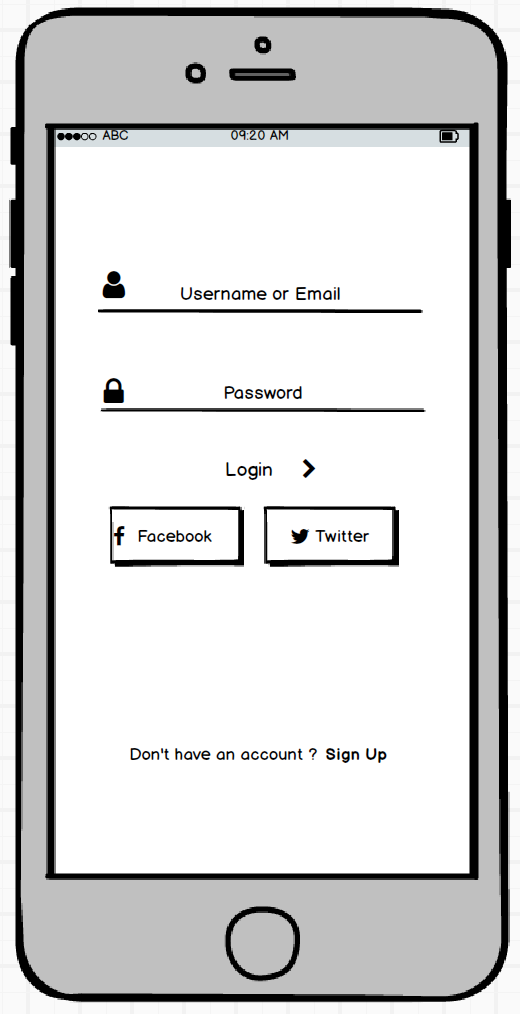 ABC 09:20 AM
Username or Email
Password
Login
Facebook Twitter
Don't have an account ? Sign Up